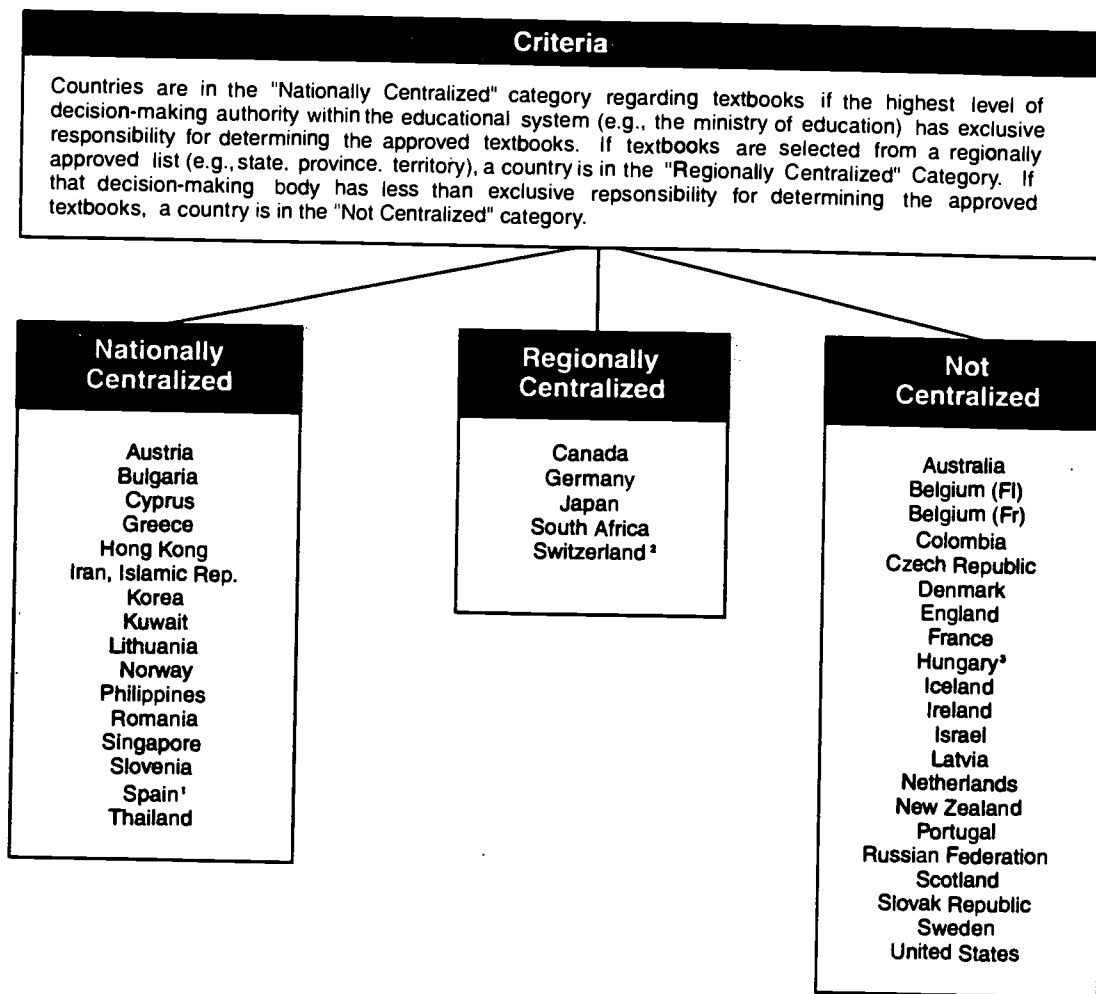 Criteria
Countries are in the "Nationally Centralized" category regarding textbooks if the highest level of
decision-making authority within the educational system (e.g., the ministry of education) has exclusive
responsibility for determining the approved textbooks. If textbooks are selected from a regionally
approved list (e.g., state. province. territory), a country is in the "Regionally Centralized" Category. If
that decision-making body has less than exclusive repsonsibility for determining the approved
textbooks, a country is in the "Not Centralized" category.
Nationally
Centralized
Austria
Bulgaria
Cyprus
Greece
Hong Kong
Iran, Islamic Rep.
Korea
Kuwait
Lithuania
Norway
Philippines
Romania
Singapore
Slovenia
Spain¹
Thailand
Regionally
Centralized
Canada
Germany
Japan
South Africa
Switzerland ²
Not
Centralized
Australia
Belgium (Fl)
Belgium (Fr)
Colombia
Czech Republic
Denmark
England
France
Hungary³
Iceland
Ireland
Israel
Latvia
Netherlands
New Zealand
Portugal
Russian Federation
Scotland
Slovak Republic
Sweden
United States